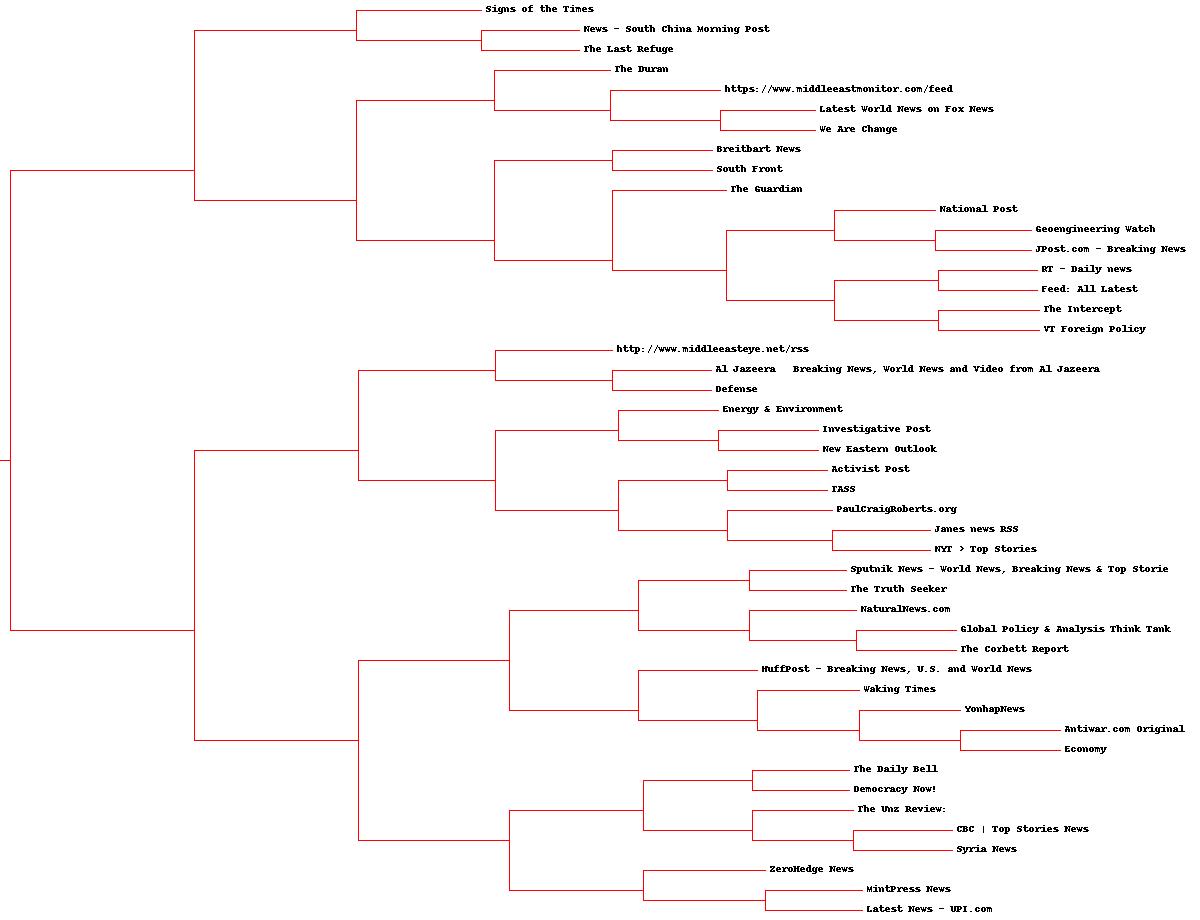 Signs of the Times
News - South China Morning Post
The Last Refuge
The Duran
https://www.middleeastmonitor.com/feed
Latest World News on Fox News
We Are Change
Breitbart News
South Front
The Guardian
National Post
Geoengineering Watch
JPost.com - Breaking News
RT - Daily news
Feed: All Latest
The Intercept
VT Foreign Policy
http://www.middleeasteye.net/rss
Al Jazeera   Breaking News, World News and Video from Al Jazeera
Defense
Energy & Environment
Investigative Post
New Eastern Outlook
Activist Post
TASS
PaulCraigRoberts.org
Janes news RSS
NYT > Top Stories
Sputnik News - World News, Breaking News & Top Storie
The Truth Seeker
NaturalNews.com
Global Policy & Analysis Think Tank
The Corbett Report
HuffPost - Breaking News, U.S. and World News
Waking Times
YonhapNews
Antiwar.com Original
Economy
The Daily Bell
Democracy Now!
The Unz Review:
CBC | Top Stories News
Syria News
ZeroHedge News
MintPress News
Latest News - UPI.com